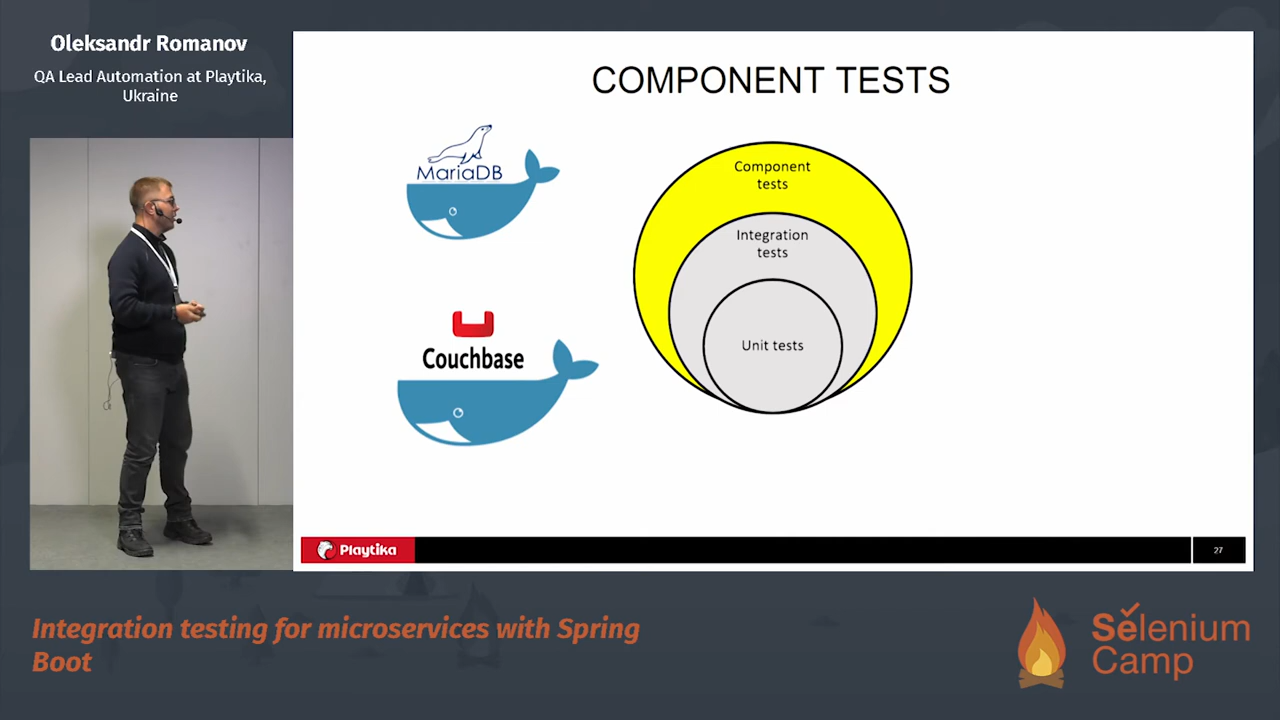 Oleksandr Romanov
QA Lead Automation at Playtika,
Ukraine
COMPONENT TESTS
MariaDB
Couchbase
Component
tests
Integration
tests
Unit tests
Playtika
27
Integration testing for microservices with Spring
Boot
Selenium
Camp